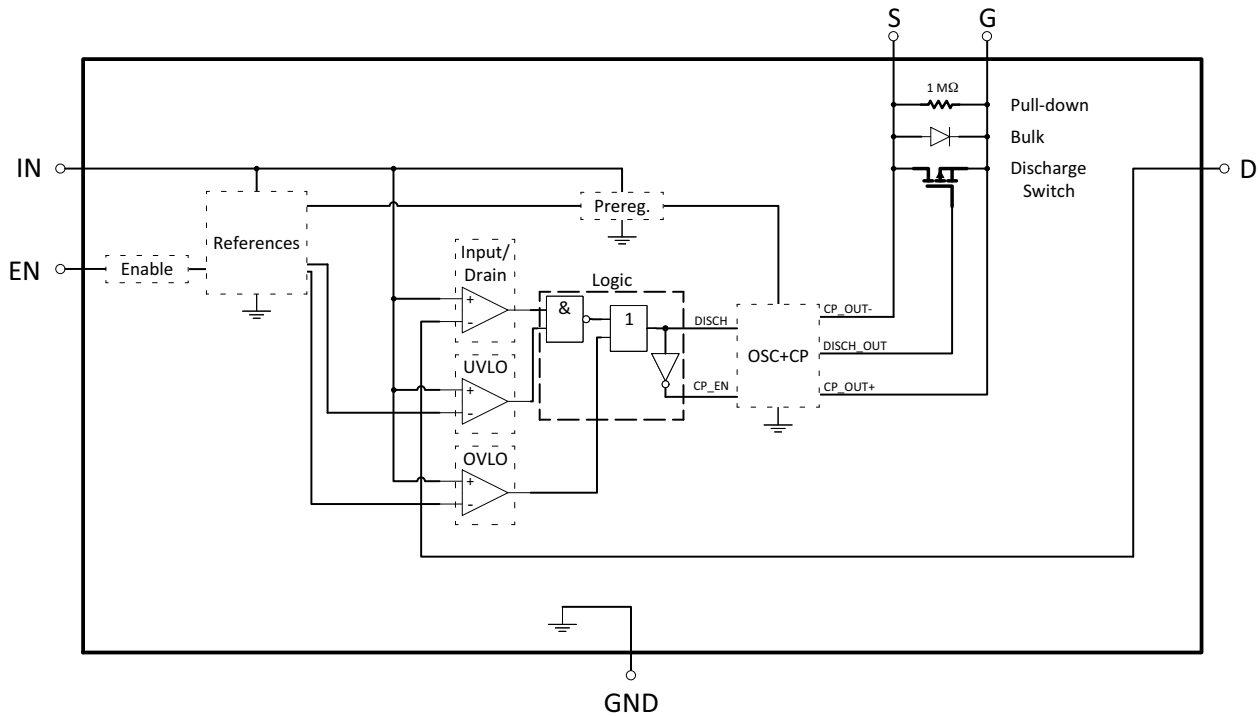 S
G
1 MΩ
Pull-down
Bulk
IN
Discharge
Switch
D
Prereg.
References
Input/
Drain
EN
Enable
Logic
+
-
&
1
DISCH
CP_OUT-
UVLO
OSC+CP
DISCH_OUT
+
-
CP_EN
CP_OUT+
OVLO
+
-
GND